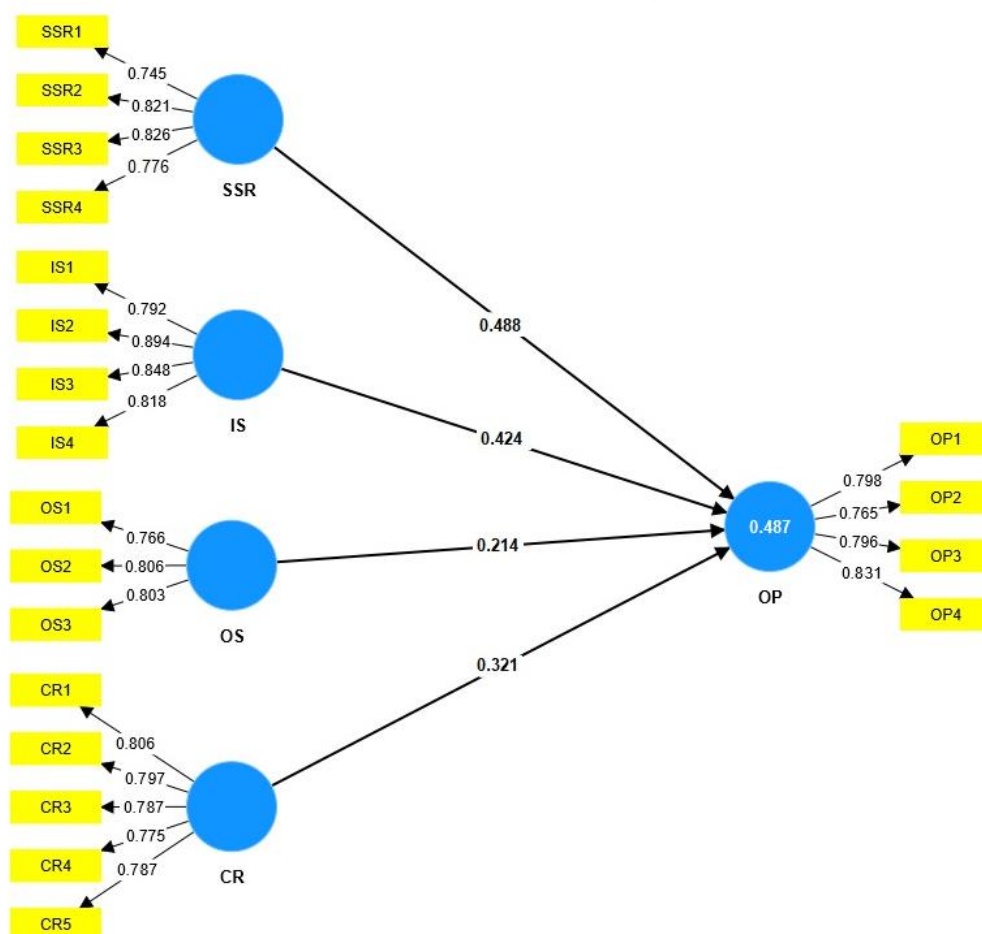 SSR1
0.745
SSR2
0.821
SSR3
0.826
0.776
SSR4
SSR
IS1
0.792
IS2
0.894
IS3
0.848
0.818
IS4
IS
OS1
0.766
OS2
0.806
OS3
0.803
OS
CR1
0.806
CR2
0.797
CR3
0.787
0.775
CR4
0.787
CR5
CR
0.488
0.424
0.214
0.321
0.487
OP
OP1
0.798
OP2
0.765
0.796
OP3
0.831
OP4